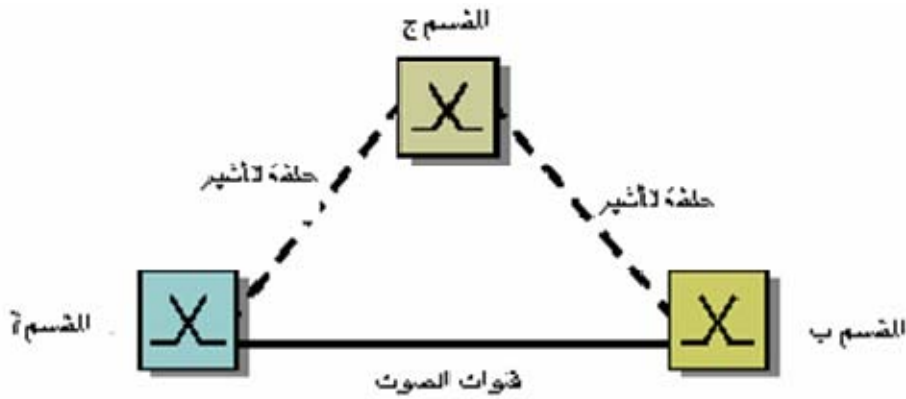 القسم ج
حلقة تأشير
حلقة تأشير
القسم أ
القسم ب
قنوات الصوت